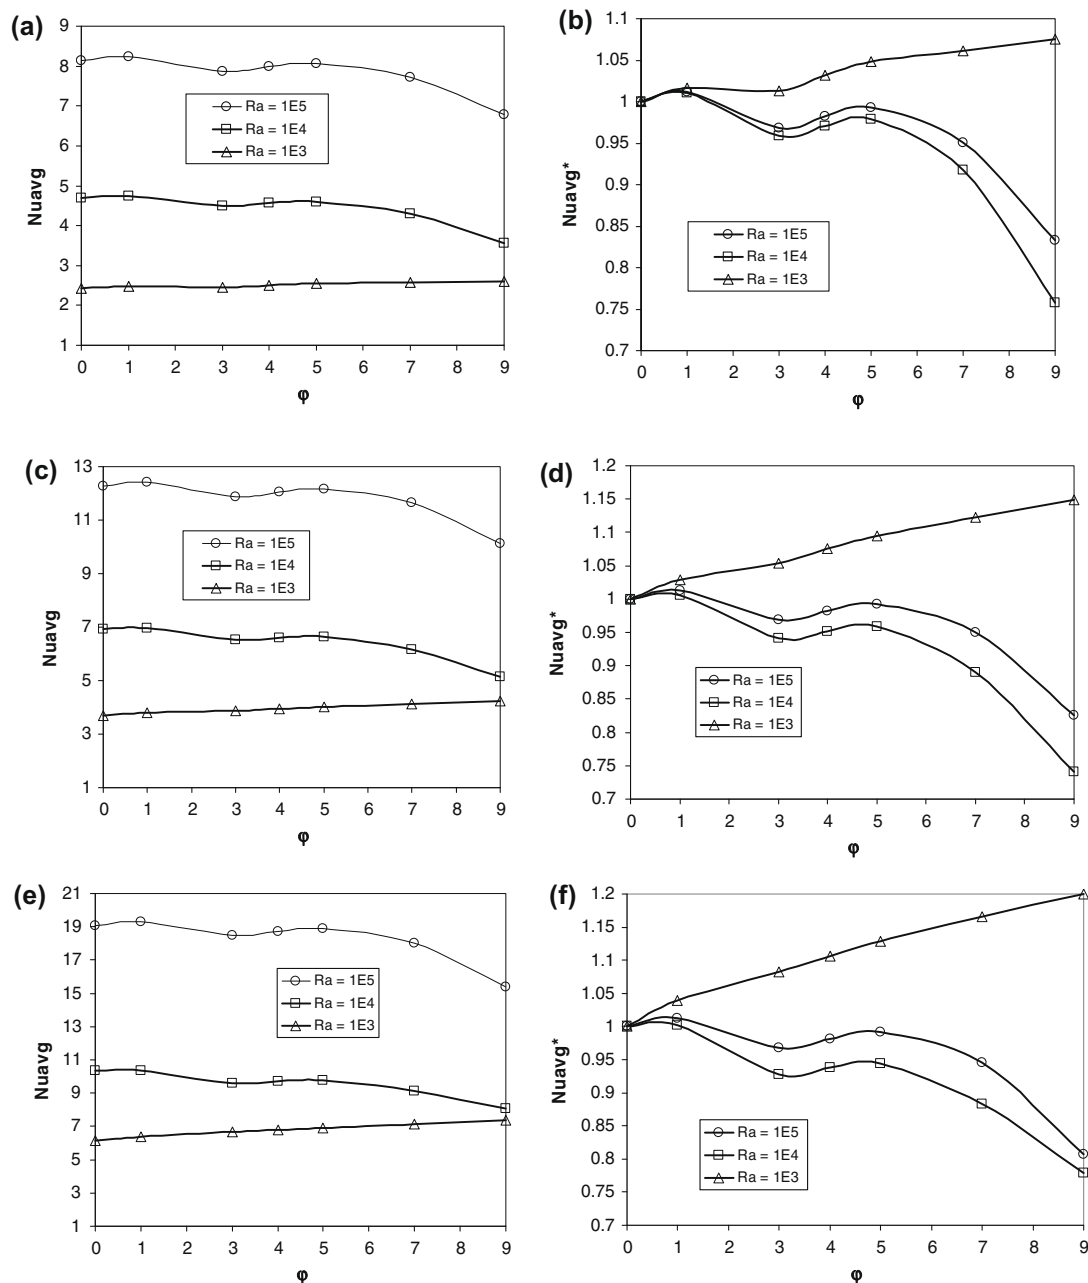 (a)
9
8
7
6
5
4
3
2
1
Nuavg
Ra = 1E5
Ra = 1E4
Ra = 1E3
0 1 2 3 4 5 6 7 8 9
φ
(b)
1.1
1.05
1
0.95
0.9
0.85
0.8
0.75
0.7
Nuavg*
Ra = 1E5
Ra = 1E4
Ra = 1E3
0 1 2 3 4 5 6 7 8 9
φ
(c)
13
11
9
7
5
3
1
Nuavg
Ra = 1E5
Ra = 1E4
Ra = 1E3
0 1 2 3 4 5 6 7 8 9
φ
(d)
1.2
1.15
1.1
1.05
1
0.95
0.9
0.85
0.8
0.75
0.7
Nuavg*
Ra = 1E5
Ra = 1E4
Ra = 1E3
0 1 2 3 4 5 6 7 8 9
φ
(e)
21
19
17
15
13
11
9
7
5
3
1
Nuavg
Ra = 1E5
Ra = 1E4
Ra = 1E3
0 1 2 3 4 5 6 7 8 9
φ
(f)
1.2
1.15
1.1
1.05
1
0.95
0.9
0.85
0.8
0.75
0.7
Nuavg*
Ra = 1E5
Ra = 1E4
Ra = 1E3
0 1 2 3 4 5 6 7 8 9
φ